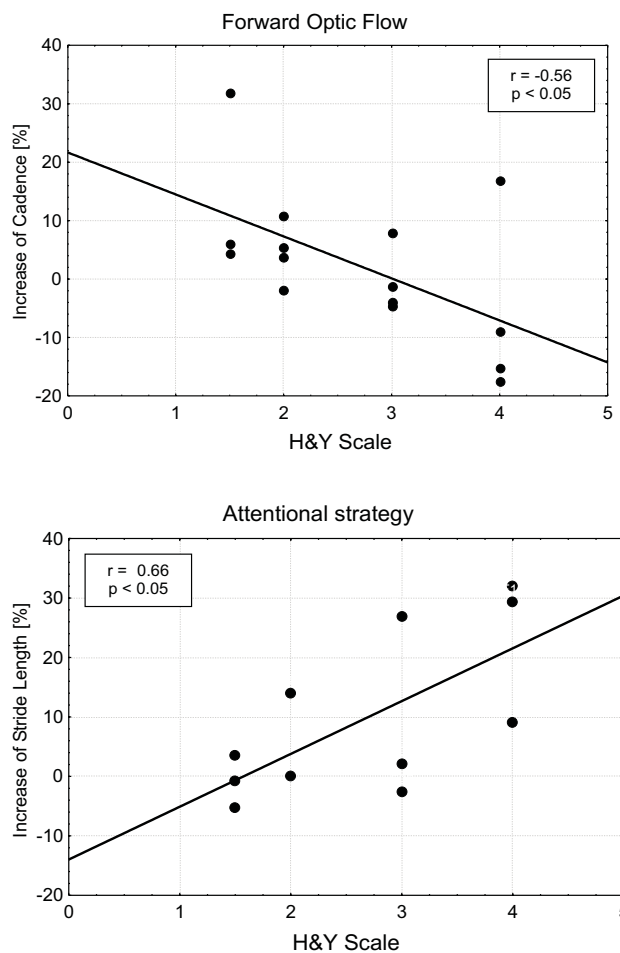 Forward Optic Flow
40
30
20
10
0
-10
-20
Increase of Cadence [%]
r = -0.56
p < 0.05
0 1 2 3 4 5
H&Y Scale
Attentional strategy
40
30
20
10
0
-10
-20
Increase of Stride Length [%]
r = 0.66
p < 0.05
0 1 2 3 4 5
H&Y Scale